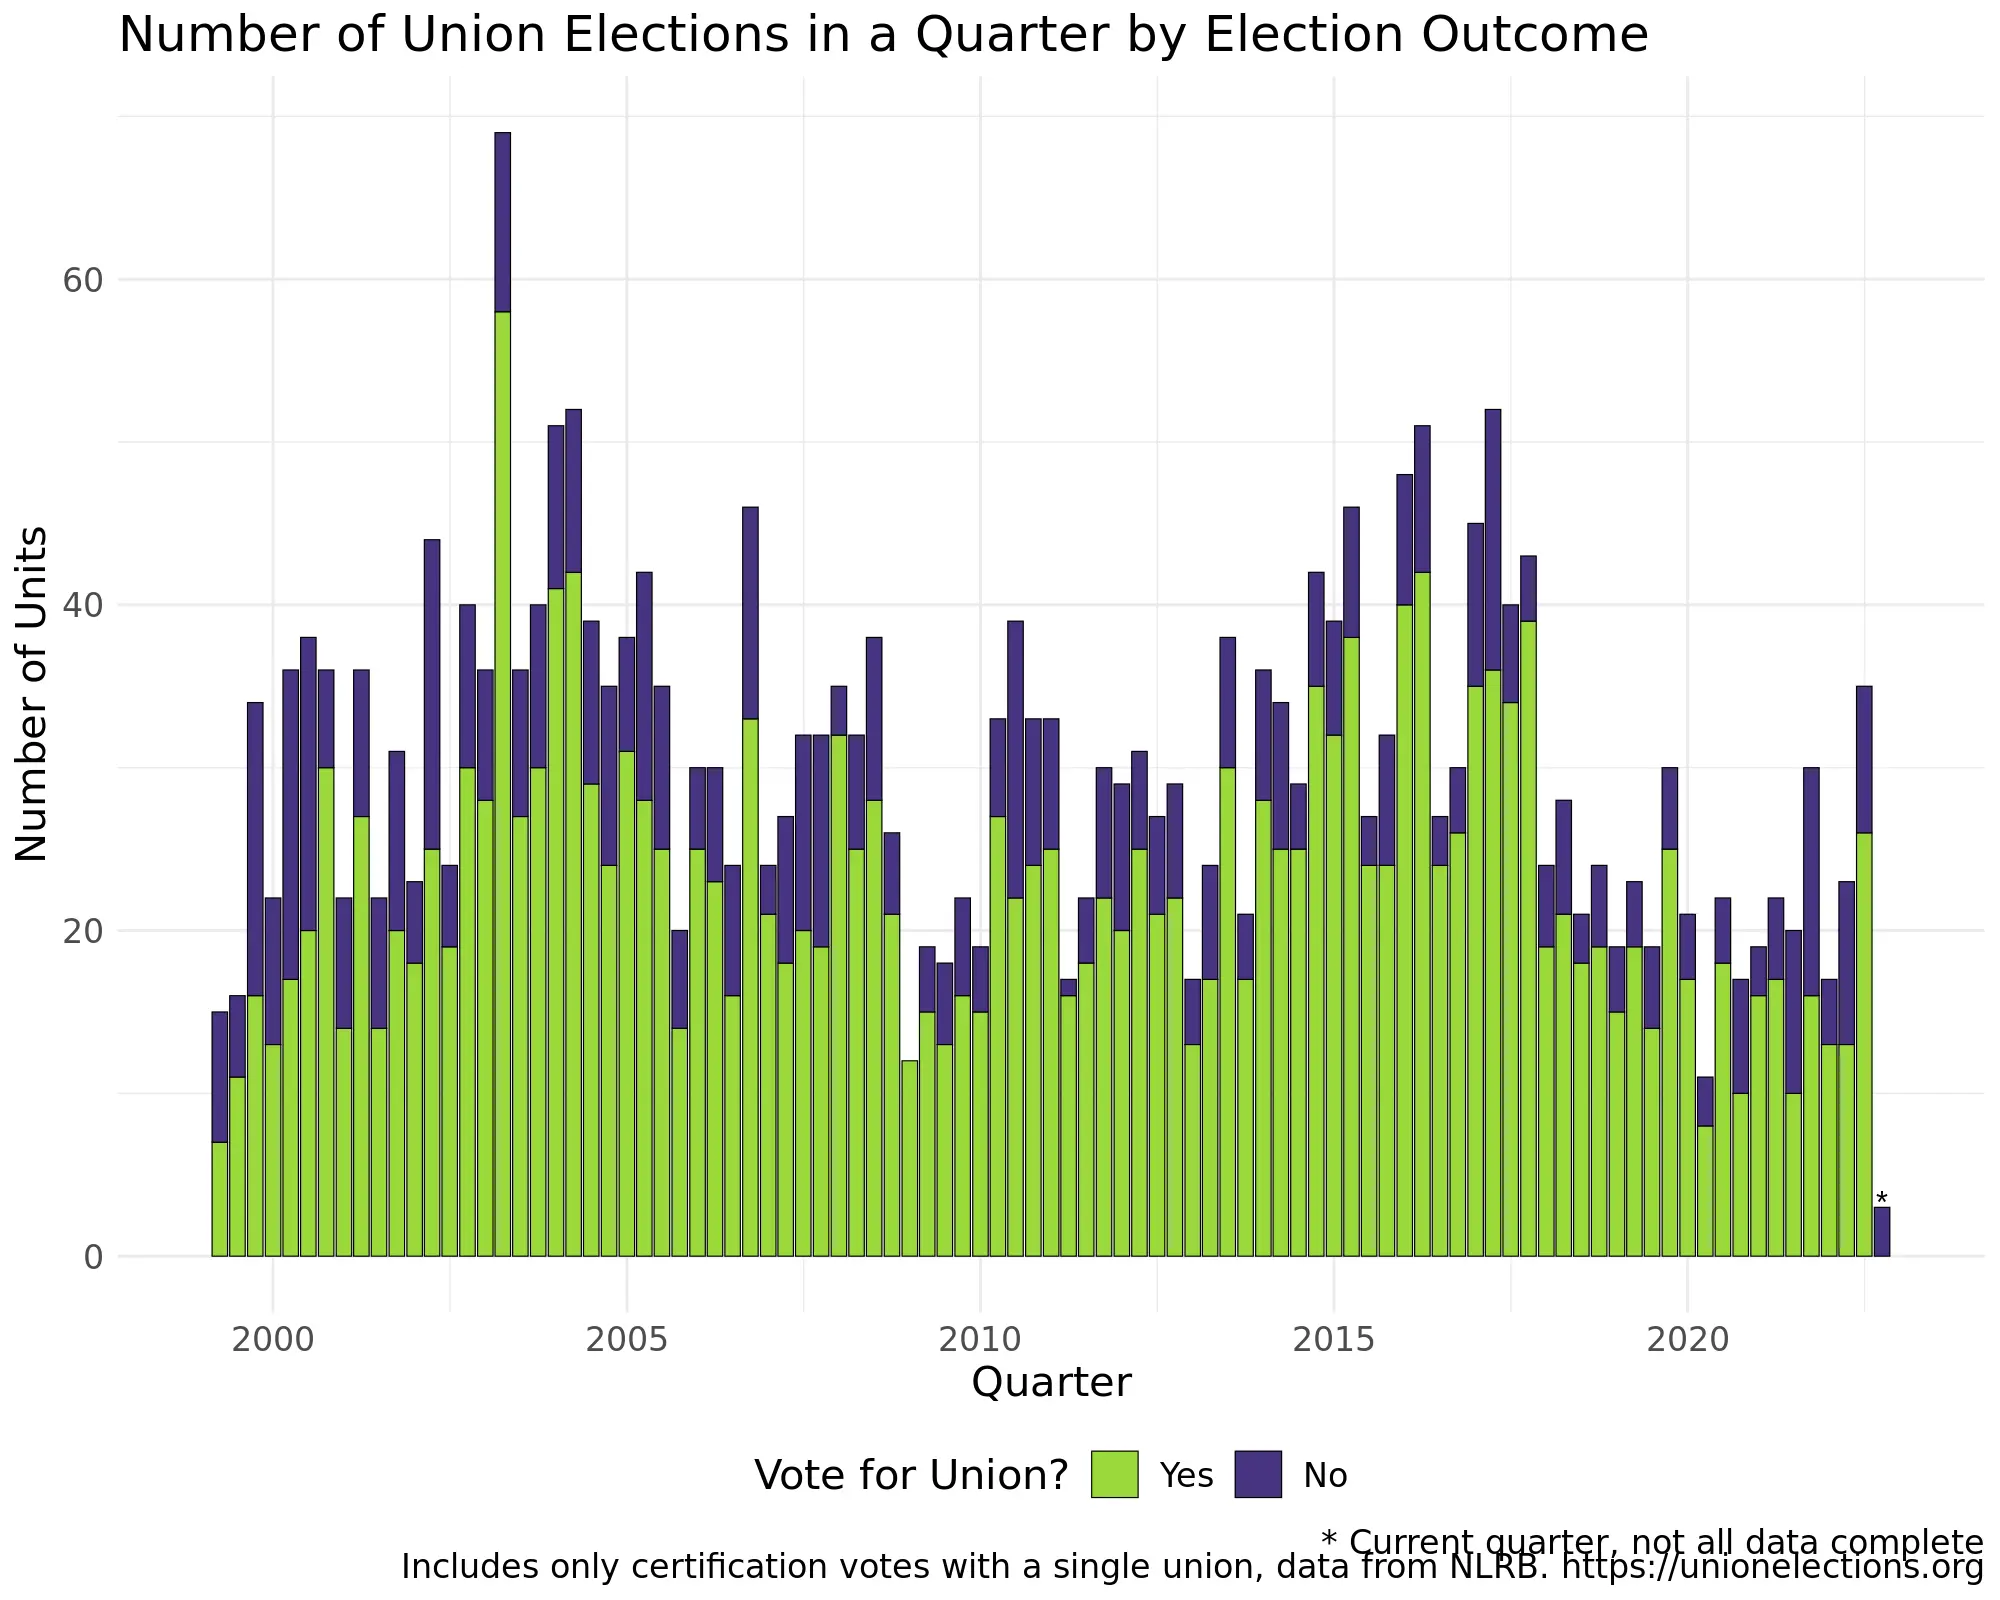 Number of Union Elections in a Quarter by Election Outcome
Number of Units
60
40
20
0
*
2000 2005 2010 2015 2020
Quarter
Vote for Union? Yes No
* Current quarter, not all data complete
Includes only certification votes with a single union, data from NLRB. https://unionelections.org